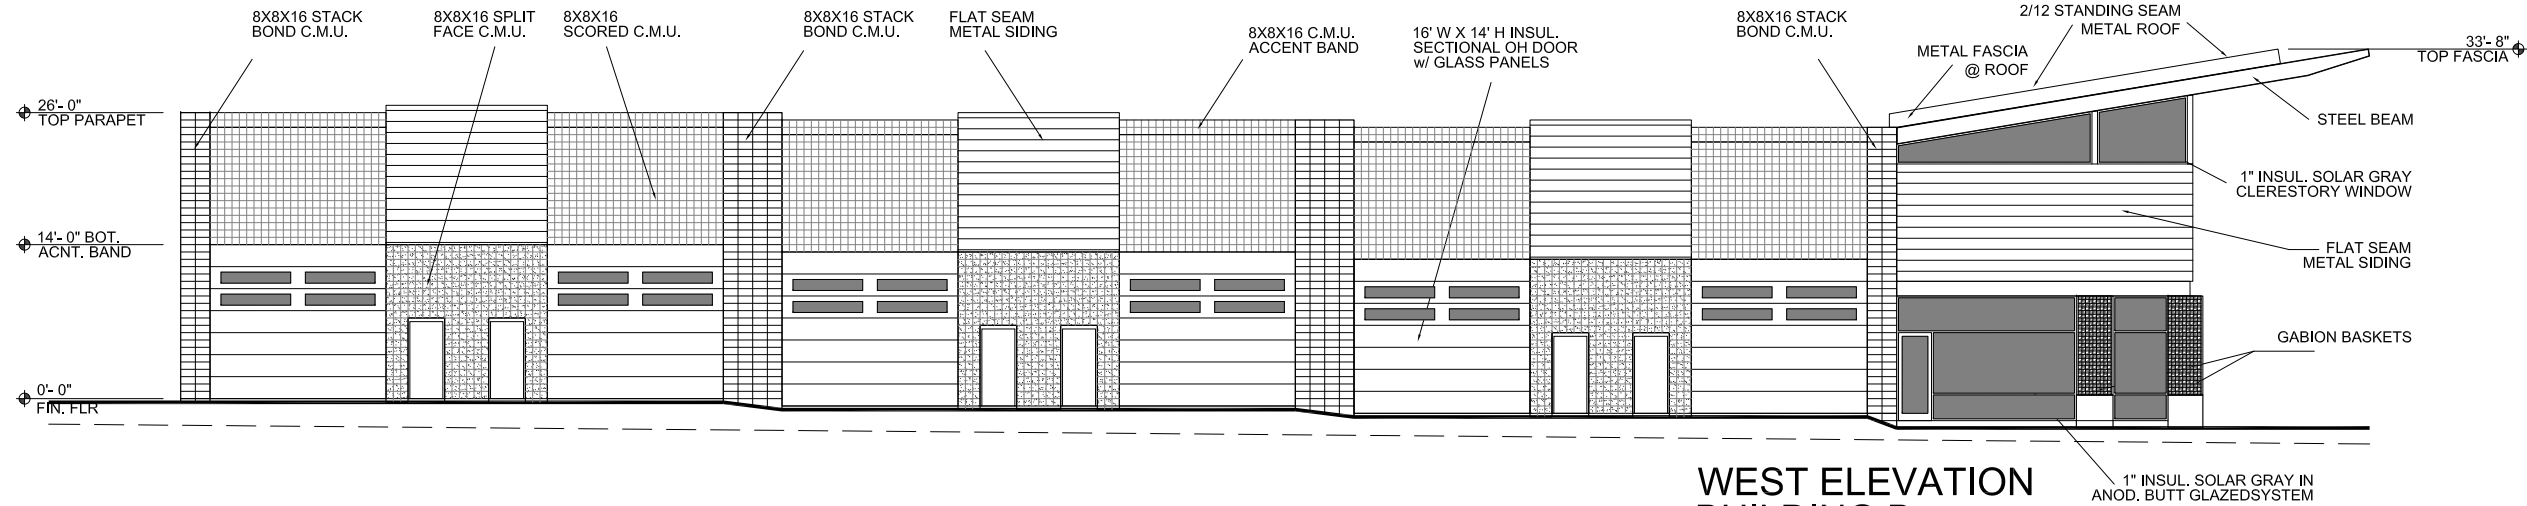 8X8X16 STACK
BOND C.M.U.
8X8X16 SPLIT
FACE C.M.U.
8X8X16
SCORED C.M.U.
8X8X16 STACK
BOND C.M.U.
FLAT SEAM
METAL SIDING
8X8X16 C.M.U.
ACCENT BAND
16' W X 14' H INSUL.
SECTIONAL OH DOOR
w/ GLASS PANELS
8X8X16 STACK
BOND C.M.U.
2/12 STANDING SEAM
METAL ROOF
METAL FASCIA
@ ROOF
33'- 8"
TOP FASCIA
26'- 0"
TOP PARAPET
STEEL BEAM
1" INSUL. SOLAR GRAY
CLERESTORY WINDOW
14'- 0" BOT.
ACNT. BAND
FLAT SEAM
METAL SIDING
GABION BASKETS
0'- 0"
FIN. FLR
1" INSUL. SOLAR GRAY IN
ANOD. BUTT GLAZEDSYSTEM
WEST ELEVATION